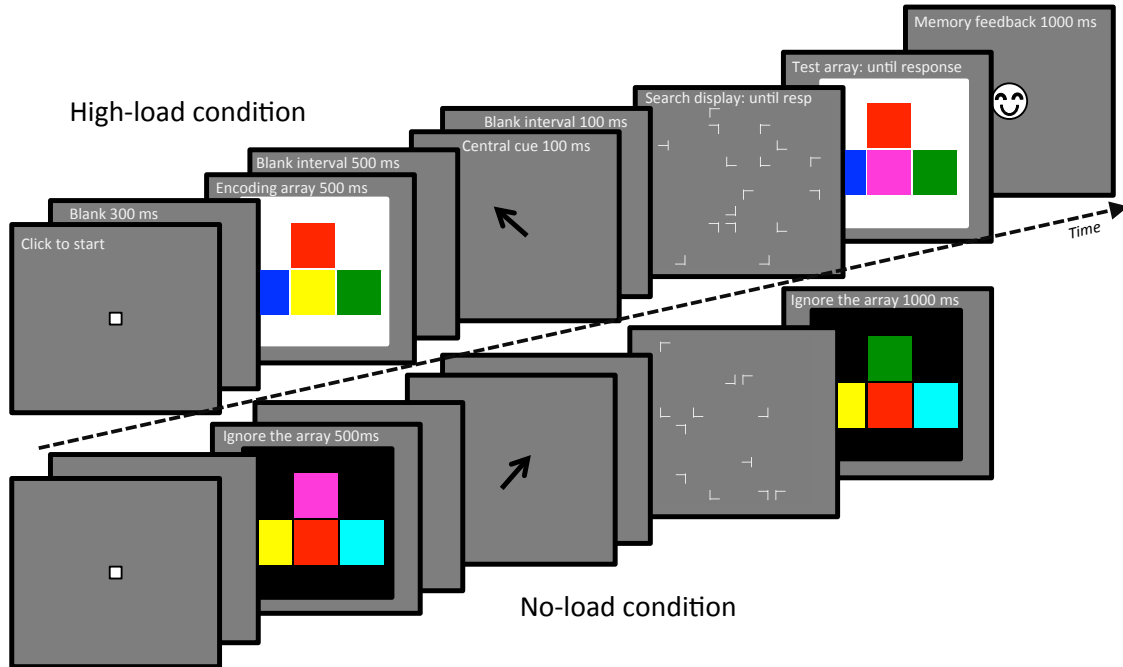 Memory feedback 1000 ms
Test array: until response
High-load condition
Search display: until resp
Blank interval 100 ms
Central cue 100 ms
Blank interval 500 ms
Encoding array 500 ms
Blank 300 ms
Click to start
Time
Ignore the array 1000 ms
Ignore the array 500ms
No-load condition